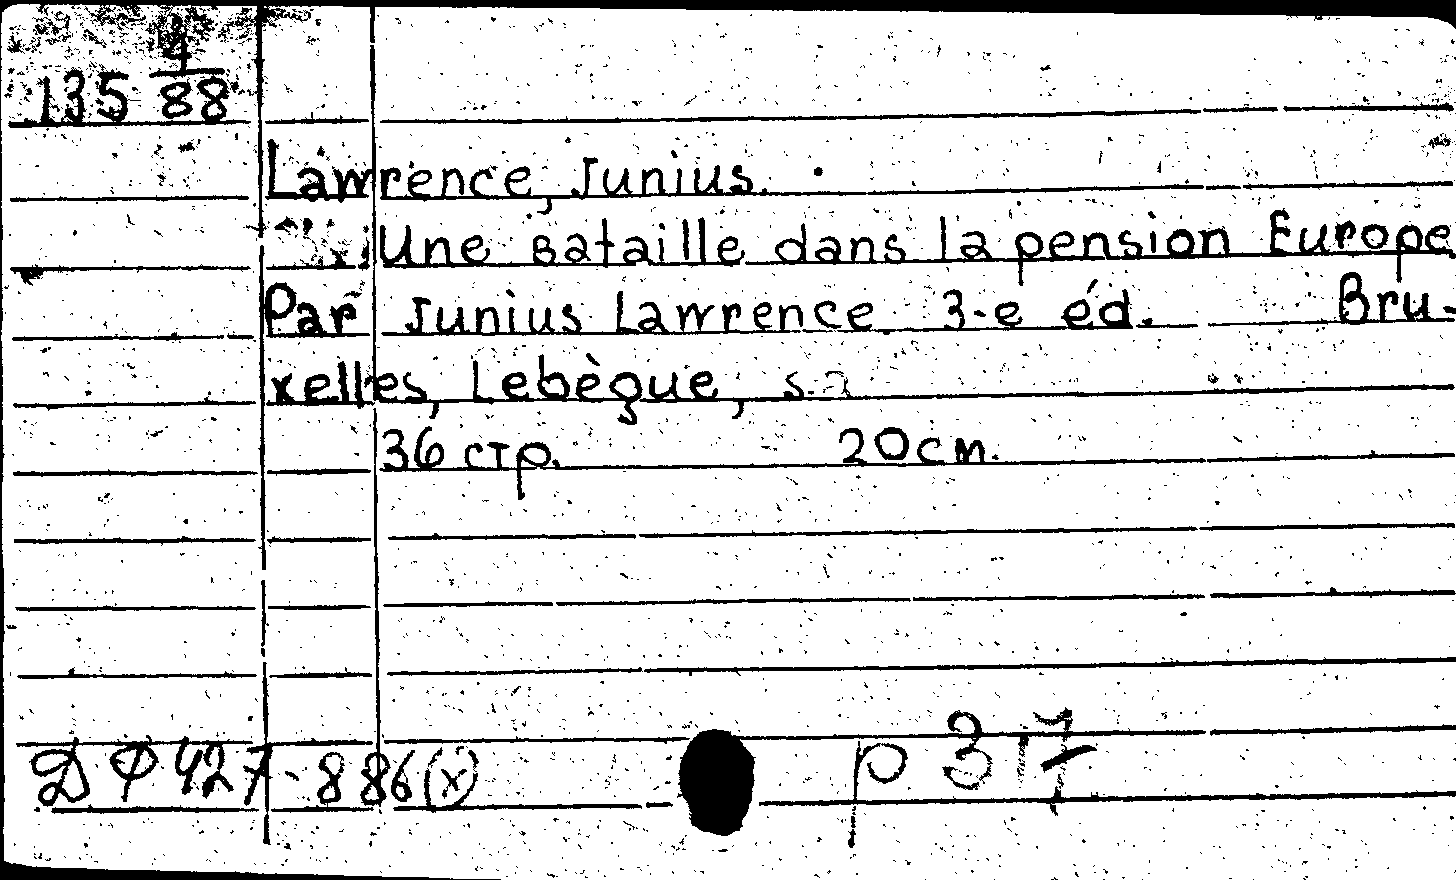 135 4/88
Lawrence, Junius.
Une Bataille dans la pension Europe
Par Junius Lawrence. 3-e éd. Bru-
xelles, Lebègue, s.a
36 стр. 20 см.
ДФ 427-886(х)
р 317